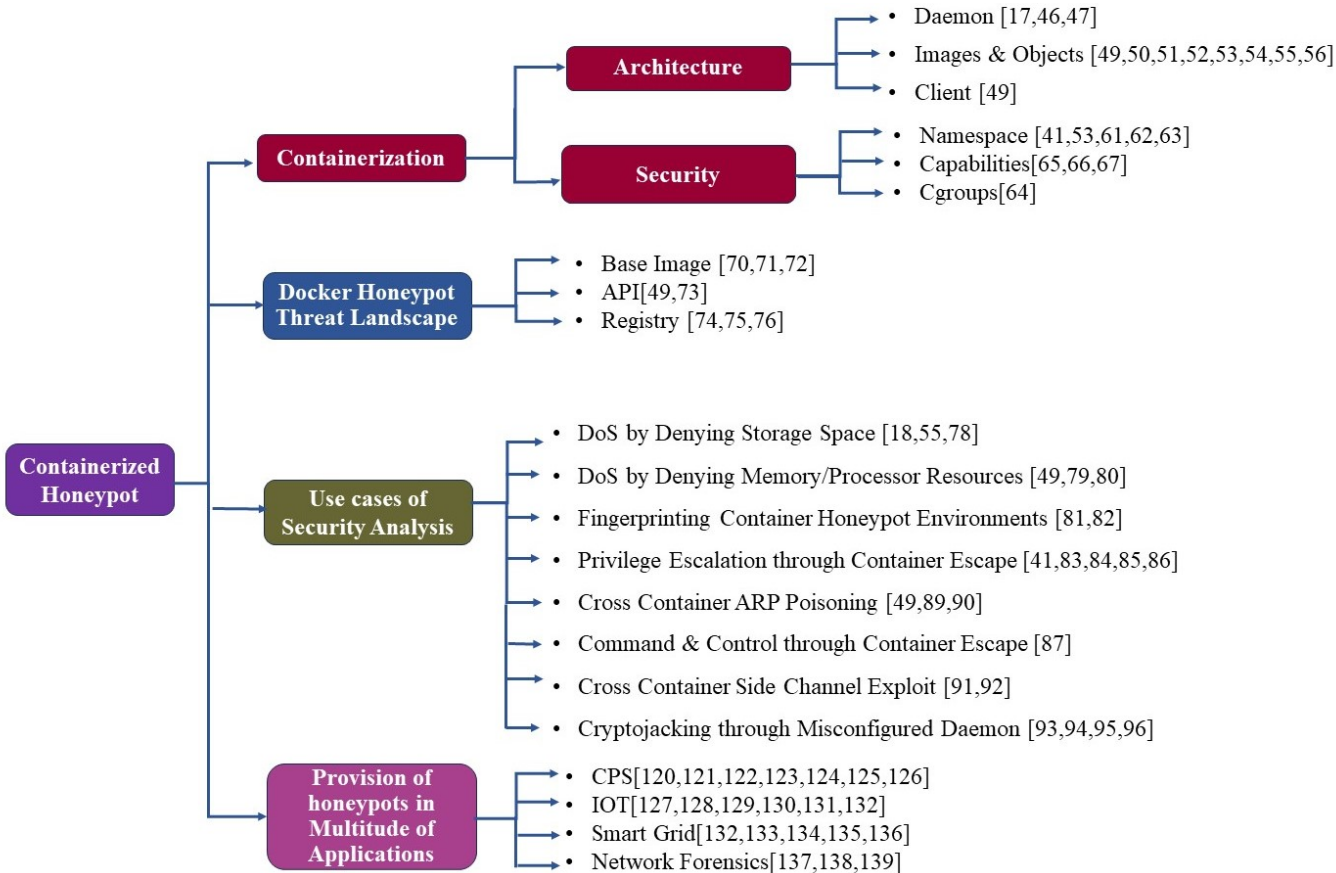 Containerized
Honeypot
Containerization
Architecture
• Daemon [17,46,47]
• Images & Objects [49,50,51,52,53,54,55,56]
• Client [49]
Security
• Namespace [41,53,61,62,63]
• Capabilities[65,66,67]
• Cgroups[64]
Docker Honeypot
Threat Landscape
• Base Image [70,71,72]
• API[49,73]
• Registry [74,75,76]
Use cases of
Security Analysis
• DoS by Denying Storage Space [18,55,78]
• DoS by Denying Memory/Processor Resources [49,79,80]
• Fingerprinting Container Honeypot Environments [81,82]
• Privilege Escalation through Container Escape [41,83,84,85,86]
• Cross Container ARP Poisoning [49,89,90]
• Command & Control through Container Escape [87]
• Cross Container Side Channel Exploit [91,92]
• Cryptojacking through Misconfigured Daemon [93,94,95,96]
Provision of
honeypots in
Multitude of
Applications
• CPS[120,121,122,123,124,125,126]
• IOT[127,128,129,130,131,132]
• Smart Grid[132,133,134,135,136]
• Network Forensics[137,138,139]